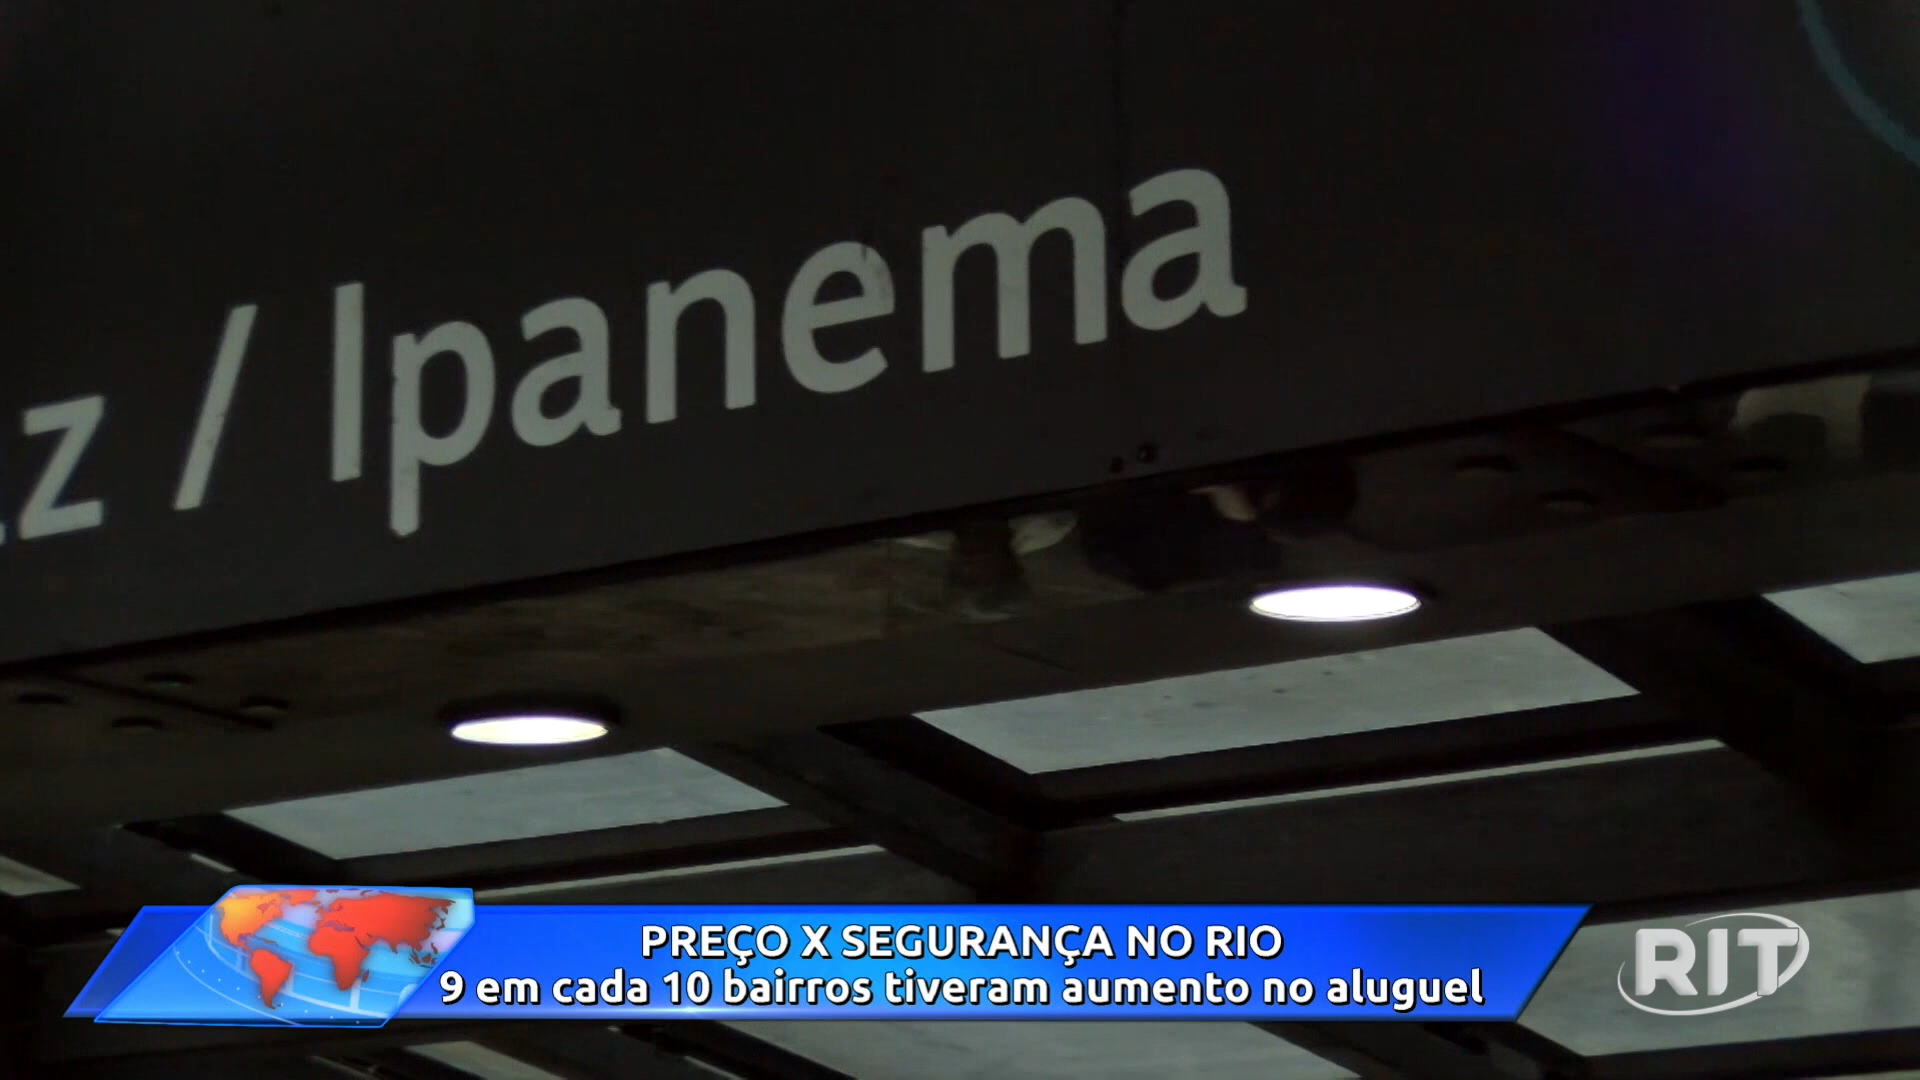 z / Ipanema
PREÇO X SEGURANÇA NO RIO
9 em cada 10 bairros tiveram aumento no aluguel
RIT